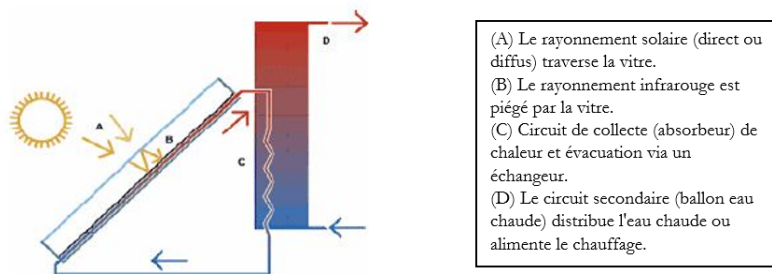 D
A
B
C
(A) Le rayonnement solaire (direct ou
diffus) traverse la vitre.
(B) Le rayonnement infrarouge est
piégé par la vitre.
(C) Circuit de collecte (absorbeur) de
chaleur et évacuation via un
échangeur.
(D) Le circuit secondaire (ballon eau
chaude) distribue l'eau chaude ou
alimente le chauffage.